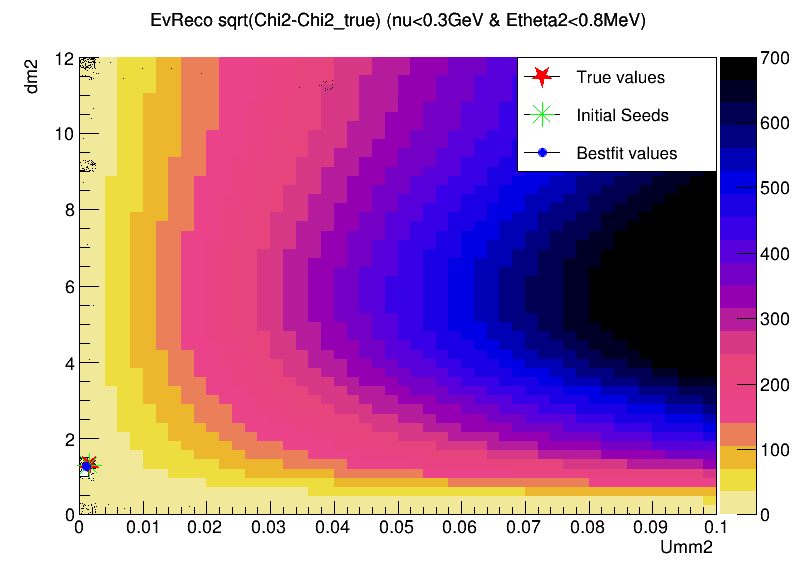 EvReco sqrt(Chi2-Chi2_true) (nu<0.3GeV & Etheta2<0.8MeV)
dm2
12
10
8
6
4
2
0
True values
Initial Seeds
Bestfit values
700
600
500
400
300
200
100
0
0 0.01 0.02 0.03 0.04 0.05 0.06 0.07 0.08 0.09 0.1
Umm2